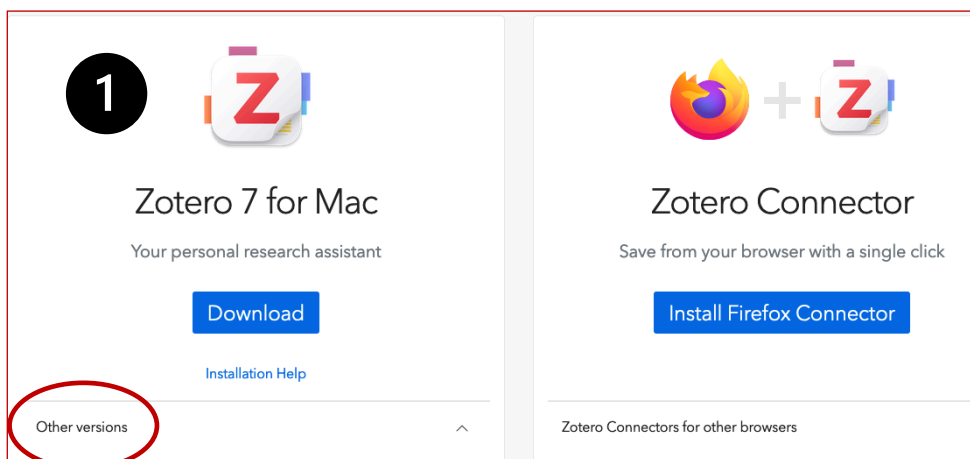 1
Z
Zotero 7 for Mac
Your personal research assistant
Download
Installation Help
Other versions
Z
Zotero Connector
Save from your browser with a single click
Install Firefox Connector
Zotero Connectors for other browsers